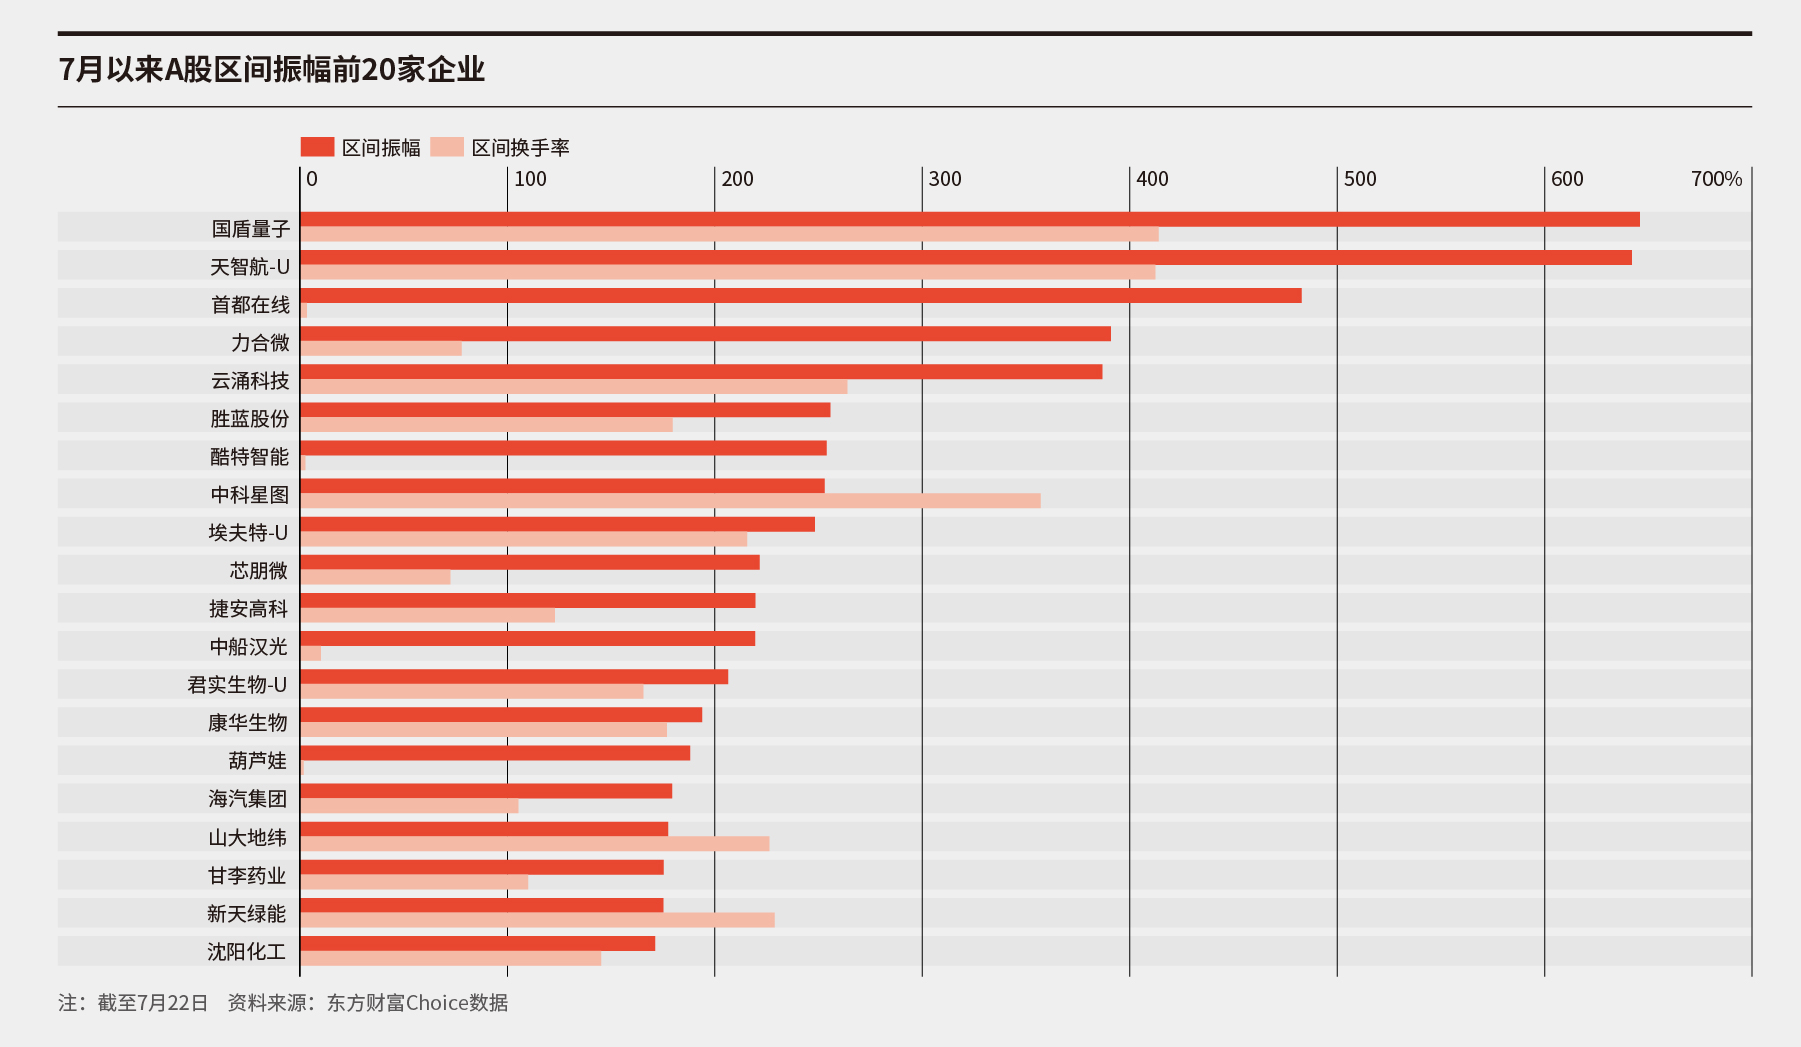 7月以来A股区间振幅前20家企业
区间振幅 区间换手率
0 100 200 300 400 500 600 700%
国盾量子
天智航-U
首都在线
力合微
云涌科技
胜蓝股份
酷特智能
中科星图
埃夫特-U
芯朋微
捷安高科
中船汉光
君实生物-U
康华生物
葫芦娃
海汽集团
山大地纬
甘李药业
新天绿能
沈阳化工
注：截至7月22日 资料来源：东方财富Choice数据